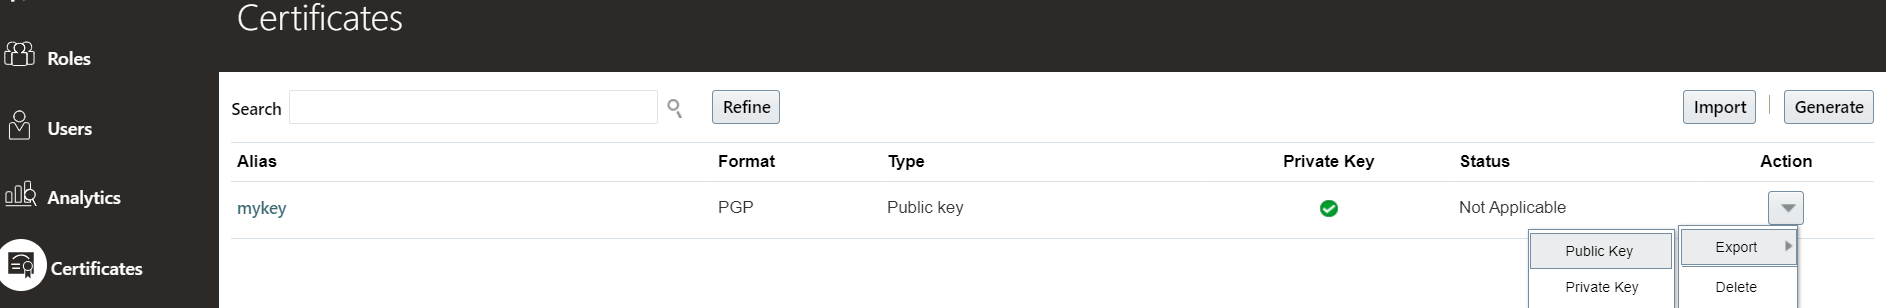 Certificates
Roles
Users
Analytics
Certificates
Search
Refine
Import
Generate
Alias Format Type Private Key Status Action
mykey PGP Public key Not Applicable
Public Key Export
Private Key Delete